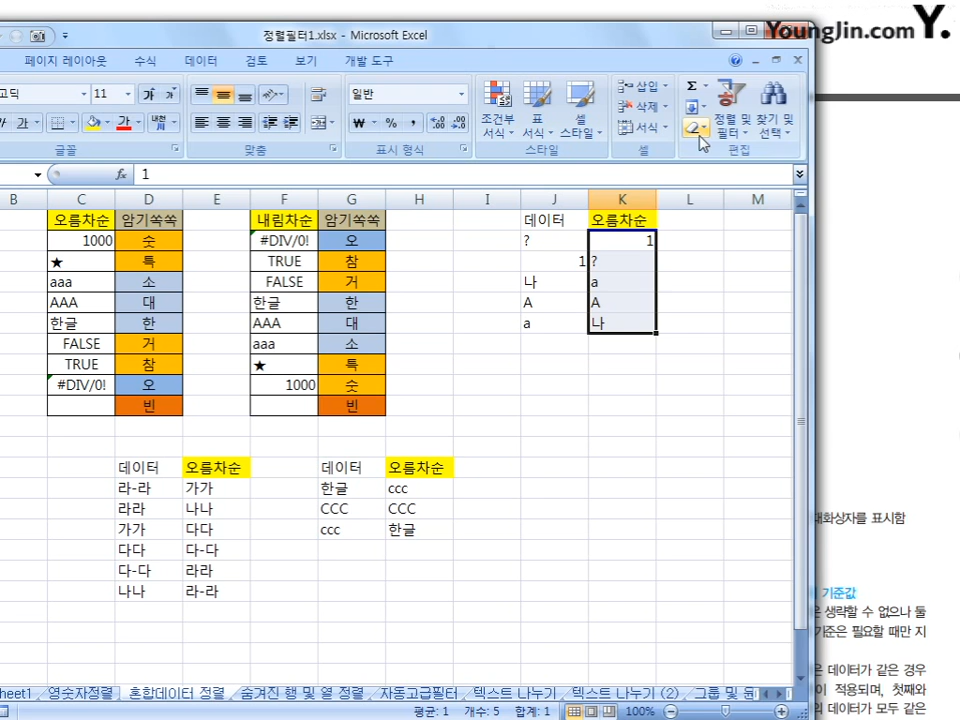 YoungJin.com Y.
정렬필터1.xlsx - Microsoft Excel
페이지 레이아웃 수식 데이터 검토 보기 개발 도구
고딕 11 가 가 일반
가 가 내천 % ,
조건부 서식 표 서식 셀 스타일
삽입
삭제
서식
Σ
정렬 및 필터 찾기 및 선택
글꼴 맞춤 표시 형식 스타일 셀 편집
fx 1
B C D E F G H I J K L M
오름차순 암기쏙쏙 내림차순 암기쏙쏙 데이터 오름차순
1000 숫 #DIV/0! 오 ? 1
★ 특 TRUE 참 1 ?
aaa 소 FALSE 거 나 a
AAA 대 한글 한 A A
한글 한 AAA 대 a 나
FALSE 거 aaa 소
TRUE 참 ★ 특
#DIV/0! 오 1000 숫
빈 빈
데이터 오름차순 데이터 오름차순
라-라 가가 한글 ccc
라라 나나 CCC CCC
가가 다다 ccc 한글
다다 다-다
다-다 라라
나나 라-라
heet1 영숫자정렬 혼합데이터 정렬 숨겨진 행 및 열 정렬 자동고급필터 텍스트 나누기 텍스트 나누기 (2) 그룹 및 윤
평균: 1 개수: 5 합계: 1 100%
대화상자를 표시함
기준값
은 생략할 수 없으나 둘
기준은 필요할 때만 지
은 데이터가 같은 경우
이 적용되며, 첫째와
의 데이터가 모두 같은